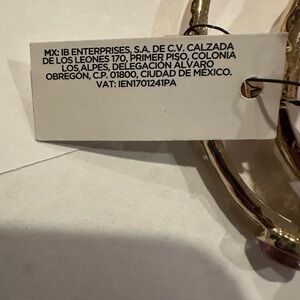 MX: IB ENTERPRISES, S.A. DE C.V. CALZADA
DE LOS LEONES 170, PRIMER PISO, COLONIA
LOS ALPES, DELEGACIÓN ÁLVARO
OBREGÓN, C.P. 01800, CIUDAD DE MÉXICO.
VAT: IEN1701241PA